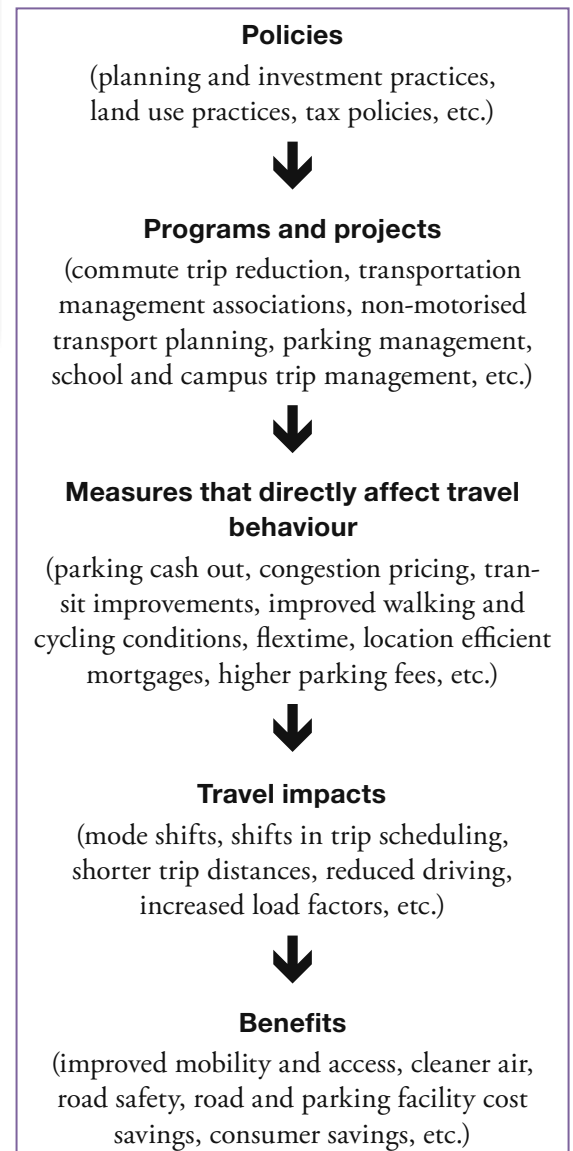 Policies
(planning and investment practices,
land use practices, tax policies, etc.)
Programs and projects
(commute trip reduction, transportation
management associations, non-motorised
transport planning, parking management,
school and campus trip management, etc.)
Measures that directly affect travel
behaviour
(parking cash out, congestion pricing, tran-
sit improvements, improved walking and
cycling conditions, flextime, location efficient
mortgages, higher parking fees, etc.)
Travel impacts
(mode shifts, shifts in trip scheduling,
shorter trip distances, reduced driving,
increased load factors, etc.)
Benefits
(improved mobility and access, cleaner air,
road safety, road and parking facility cost
savings, consumer savings, etc.)